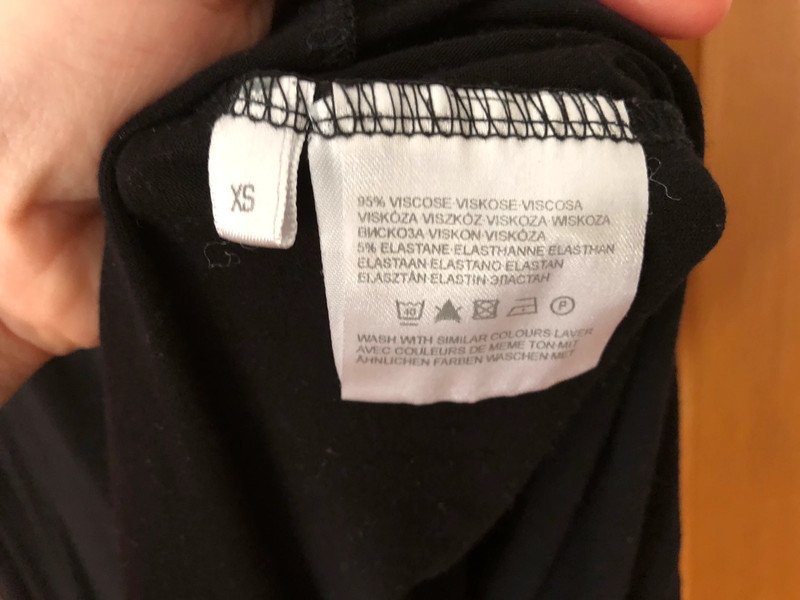 XS
95% VISCOSE·VISKOSE·VISCOSA
VISKÓZA VISZKÓZ·VISKOZA·WISKOZA
ВИСКОЗА·VISKON·VISKÓZA
5% ELASTANE·ELASTHANNE ELASTHAN
ELASTAAN·ELASTANO·ELASTAN
ELASZTÁN·ELASTIN·ЭЛАСТАН
40
P
WASH WITH SIMILAR COLOURS LAVER
AVEC COULEURS DE MEME TON·MIT
ÄHNLICHEN FARBEN WASCHEN·MET